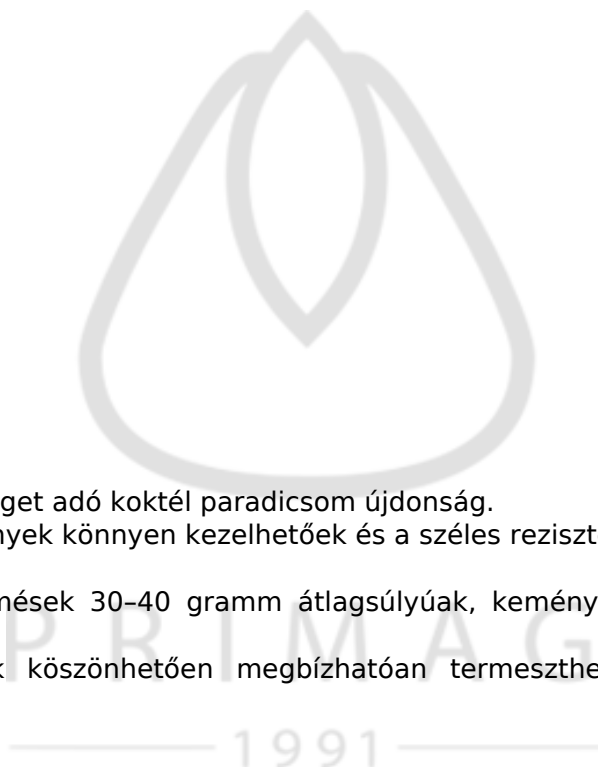 get adó koktél paradicsom újdonság.
nyek könnyen kezelhetőek és a széles reziszt
mések 30–40 gramm átlagsúlyúak, kemény
k köszönhetően megbízhatóan termeszthe
PRIMAG
1991